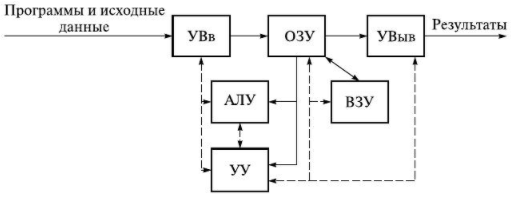 Программы и исходные
данные
УВв
ОЗУ
УВыв
Результаты
АЛУ
ВЗУ
УУ